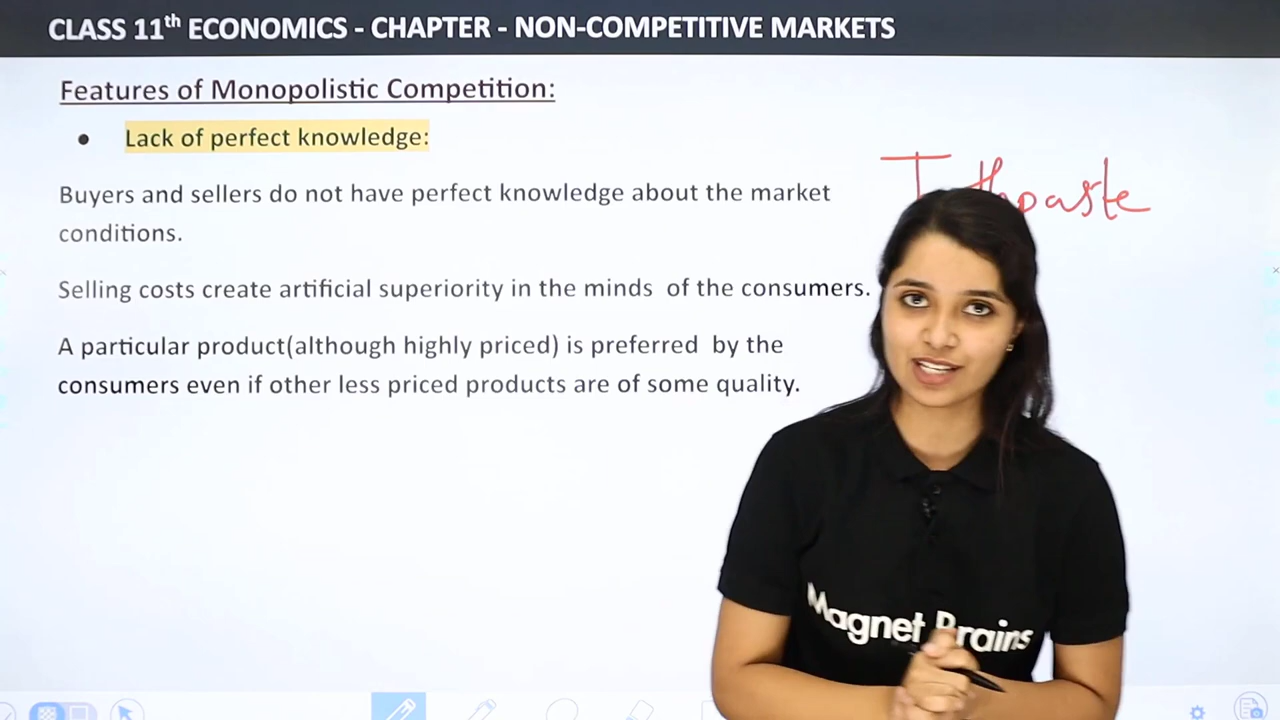 CLASS 11th ECONOMICS - CHAPTER - NON-COMPETITIVE MARKETS
Features of Monopolistic Competition:
• Lack of perfect knowledge:
Buyers and sellers do not have perfect knowledge about the market
conditions.
Selling costs create artificial superiority in the minds of the consumers.
A particular product(although highly priced) is preferred by the
consumers even if other less priced products are of some quality.
Magnet Brains